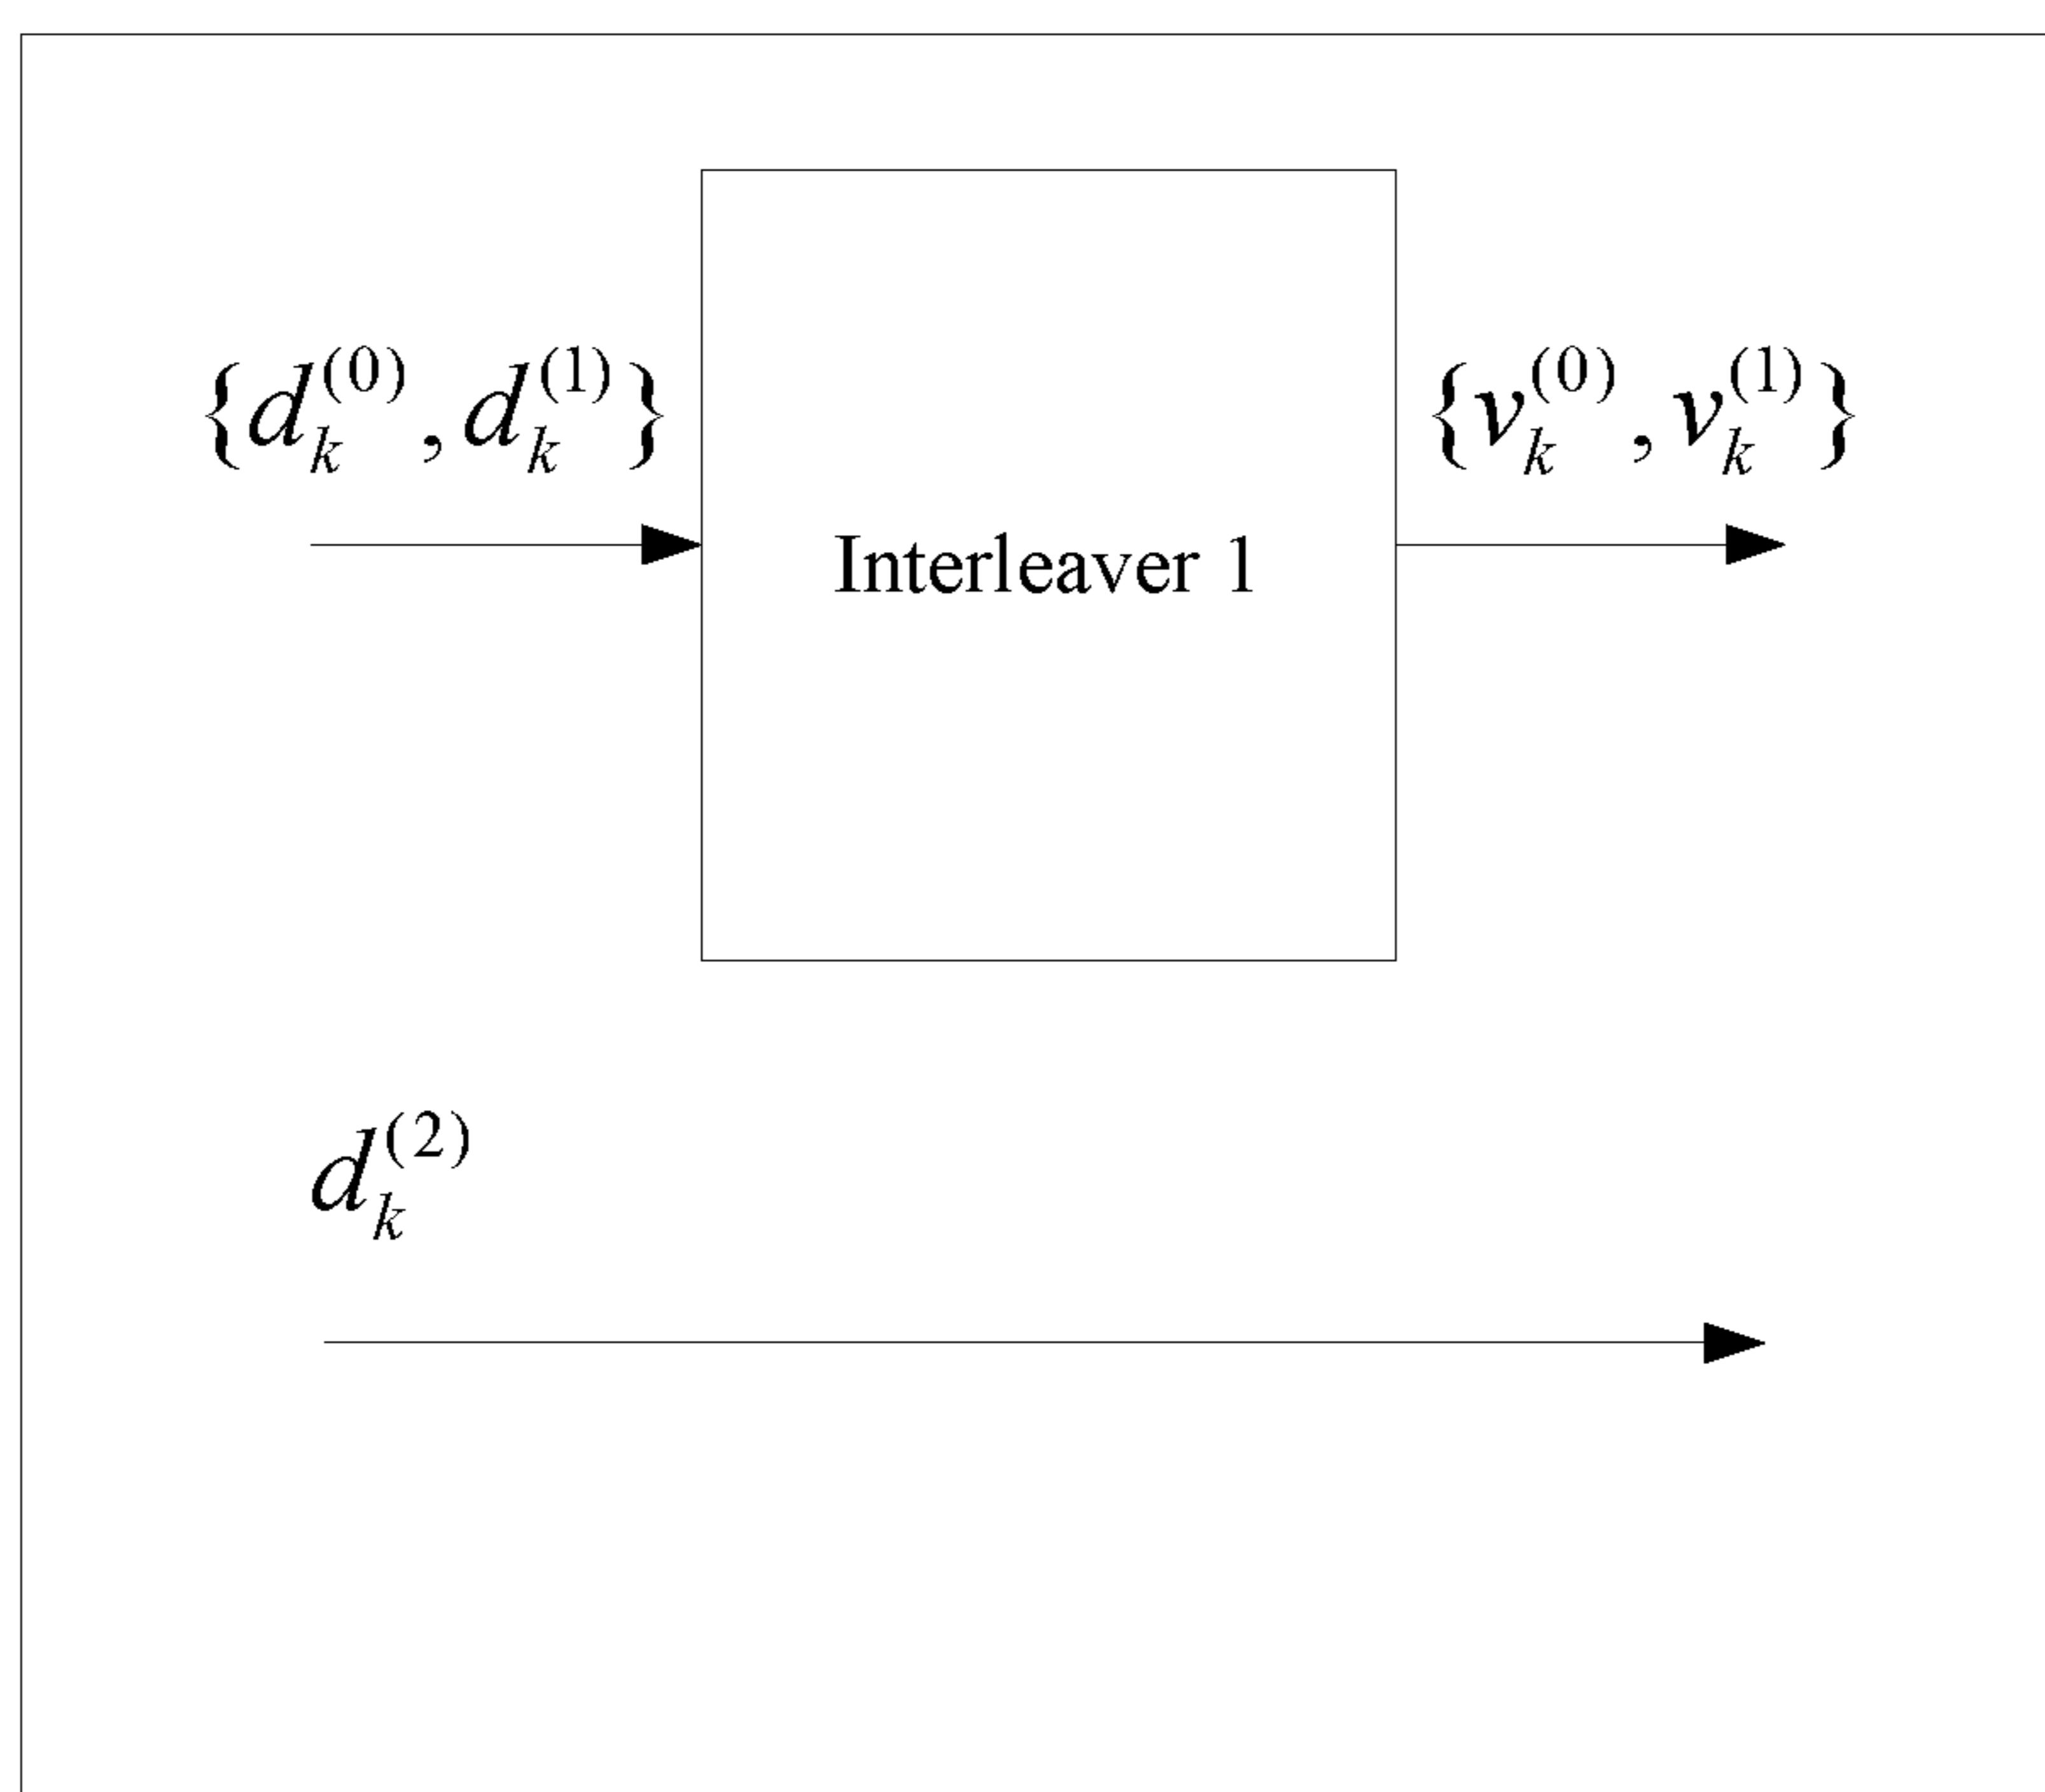 {d_k^(0), d_k^(1)}
{v_k^(0), v_k^(1)}
Interleaver 1
d_k^(2)